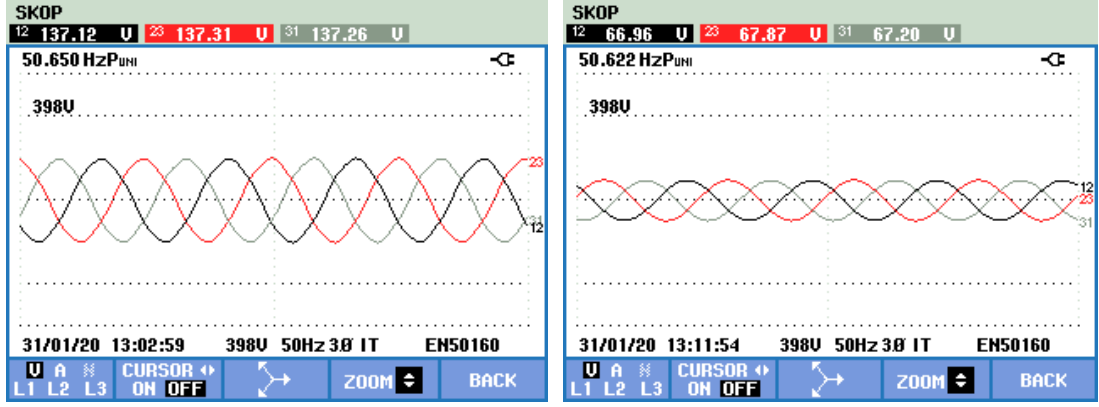 SKOP
12 137.12 V 23 137.31 V 31 137.26 V
50.650 HzPUNI
398V
23
31
12
31/01/20 13:02:59 398V 50Hz 3.0̸ IT EN50160
V A
L1 L2 L3
CURSOR
ON OFF
ZOOM
BACK
SKOP
12 66.96 V 23 67.87 V 31 67.20 V
50.622 HzPUNI
398V
12
23
31
31/01/20 13:11:54 398V 50Hz 3.0̸ IT EN50160
V A
L1 L2 L3
CURSOR
ON OFF
ZOOM
BACK